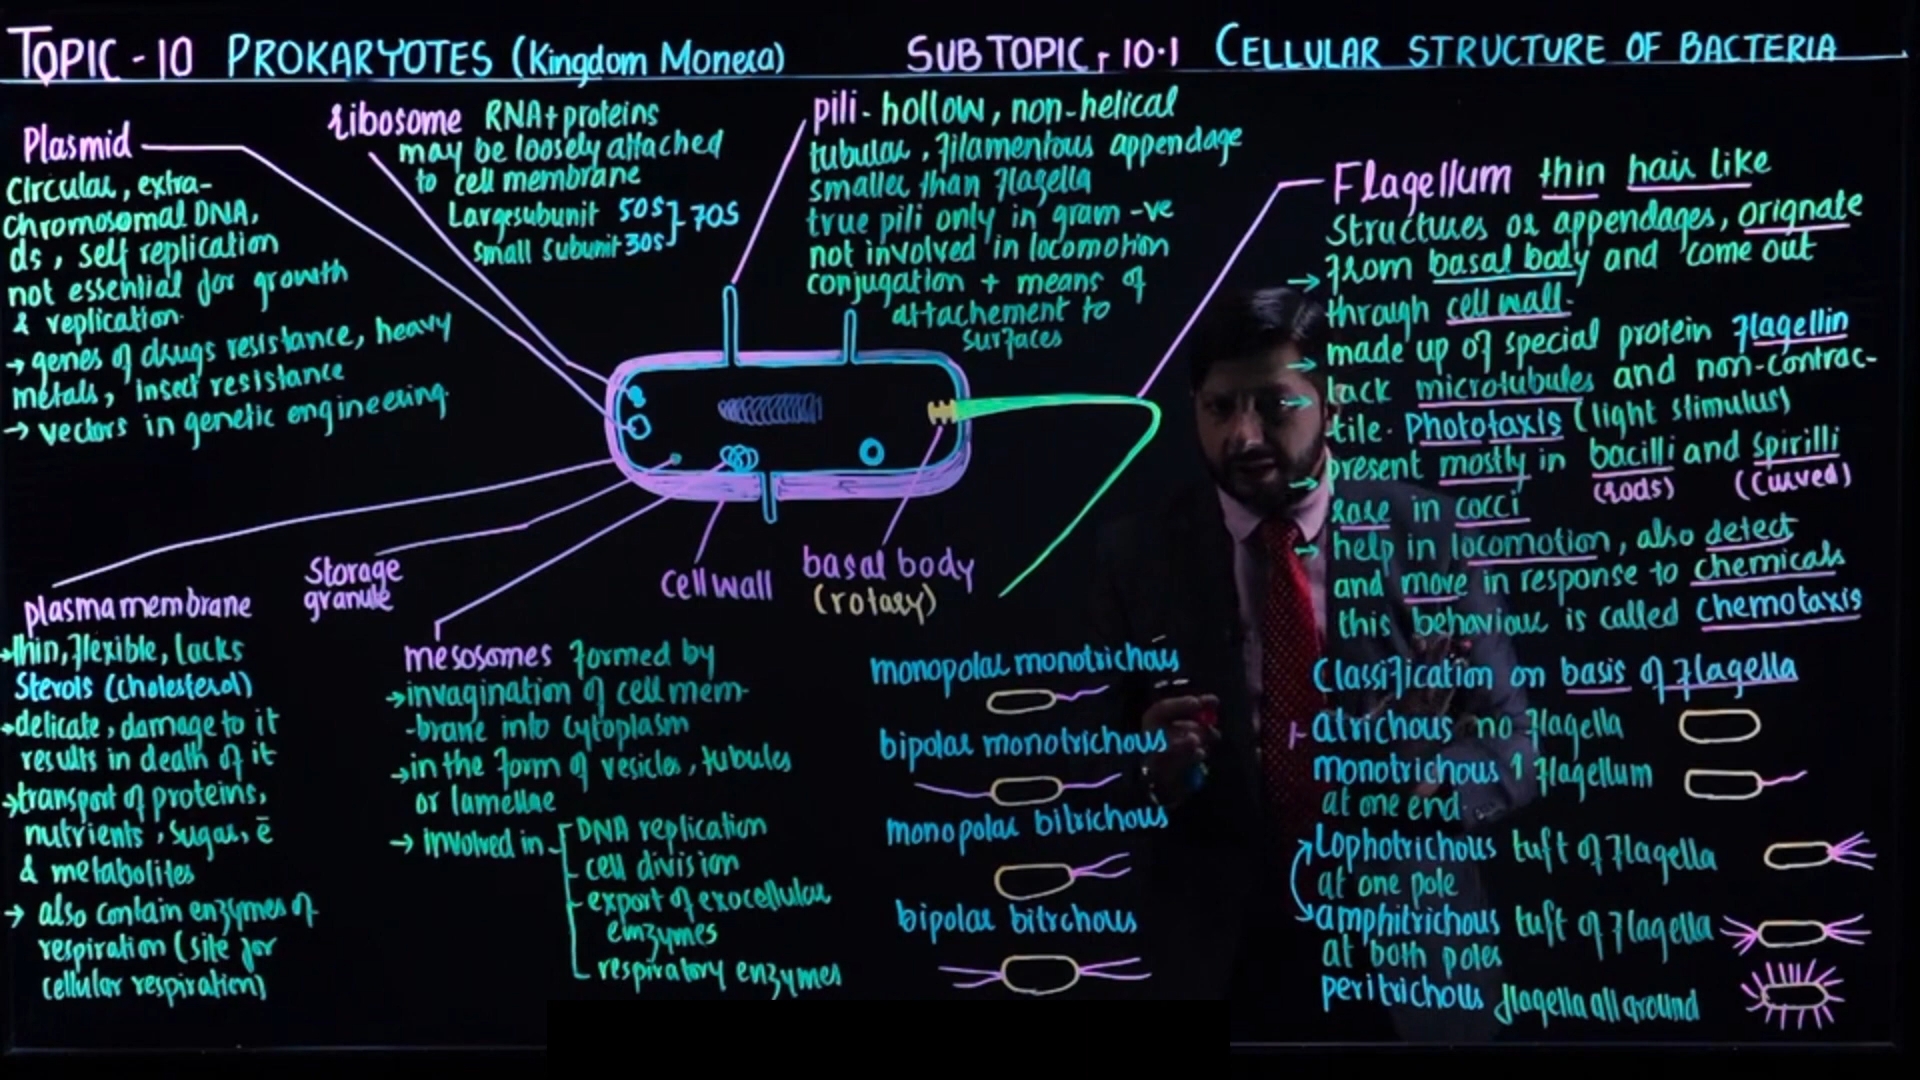 TOPIC - 10 PROKARYOTES (Kingdom Monera) SUBTOPIC, 10.1 CELLULAR STRUCTURE OF BACTERIA
Plasmid
Circular, extra-
Chromosomal DNA,
ds, self replication
not essential for growth
& replication.
→ genes of drugs resistance, heavy
metals, Insect resistance
→ vectors in genetic engineering.
ribosome RNA + proteins
may be loosely attached
to cell membrane
Largesubunit 50S
small subunit 30S
70S
pili - hollow, non-helical
tubular, filamentous appendage
smaller than flagella
true pili only in gram -ve
not involved in locomotion
conjugation + means of
attachement to
surfaces
Flagellum thin hair like
Structures or appendages, orignate
→ from basal body and come out
through cell wall.
→ made up of special protein flagellin
→ lack microtubules and non-contrac-
tile. Phototaxis (light stimulus)
→ present mostly in bacilli and spirilli
(rods) (Curved)
rare in cocci
→ help in locomotion, also detect
and move in response to chemicals
this behaviour is called chemotaxis
Classification on basis of flagella
atrichous no flagella
monotrichous 1 flagellum
at one end.
Lophotrichous tuft of flagella
at one pole
amphitrichous tuft of flagella
at both poles
peritrichous flagella all around
plasma membrane
→ thin, flexible, lacks
Sterols (cholesterol)
→ delicate, damage to it
results in death of it
→ transport of proteins,
nutrients, sugar, ē
& metabolites
→ also contain enzymes of
respiration (site for
cellular respiration)
Storage
granule
mesosomes formed by
→ invagination of cell mem-
-brane into cytoplasm
→ in the form of vesicles, tubules
or lamellae
→ Involved in
DNA replication
cell division
export of exocellular
enzymes
respiratory enzymes
cell wall
basal body
(rotary)
monopolar monotrichous
bipolar monotrichous
monopolar bitrichous
bipolar bitrchous